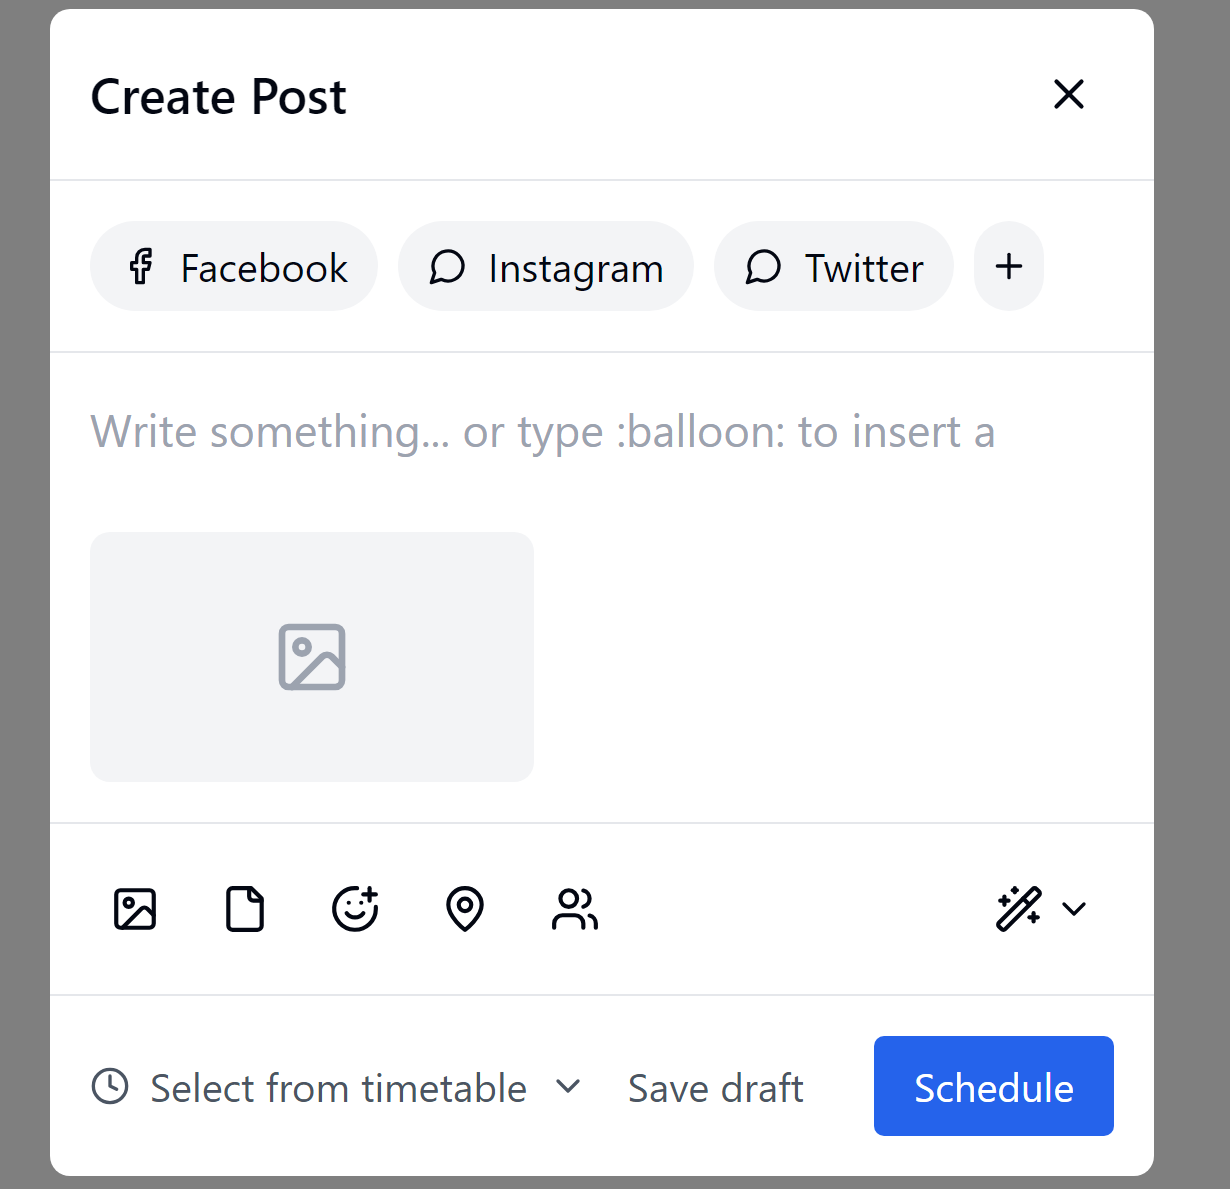 Create Post
Facebook Instagram Twitter
Write something... or type :balloon: to insert a
Select from timetable Save draft Schedule